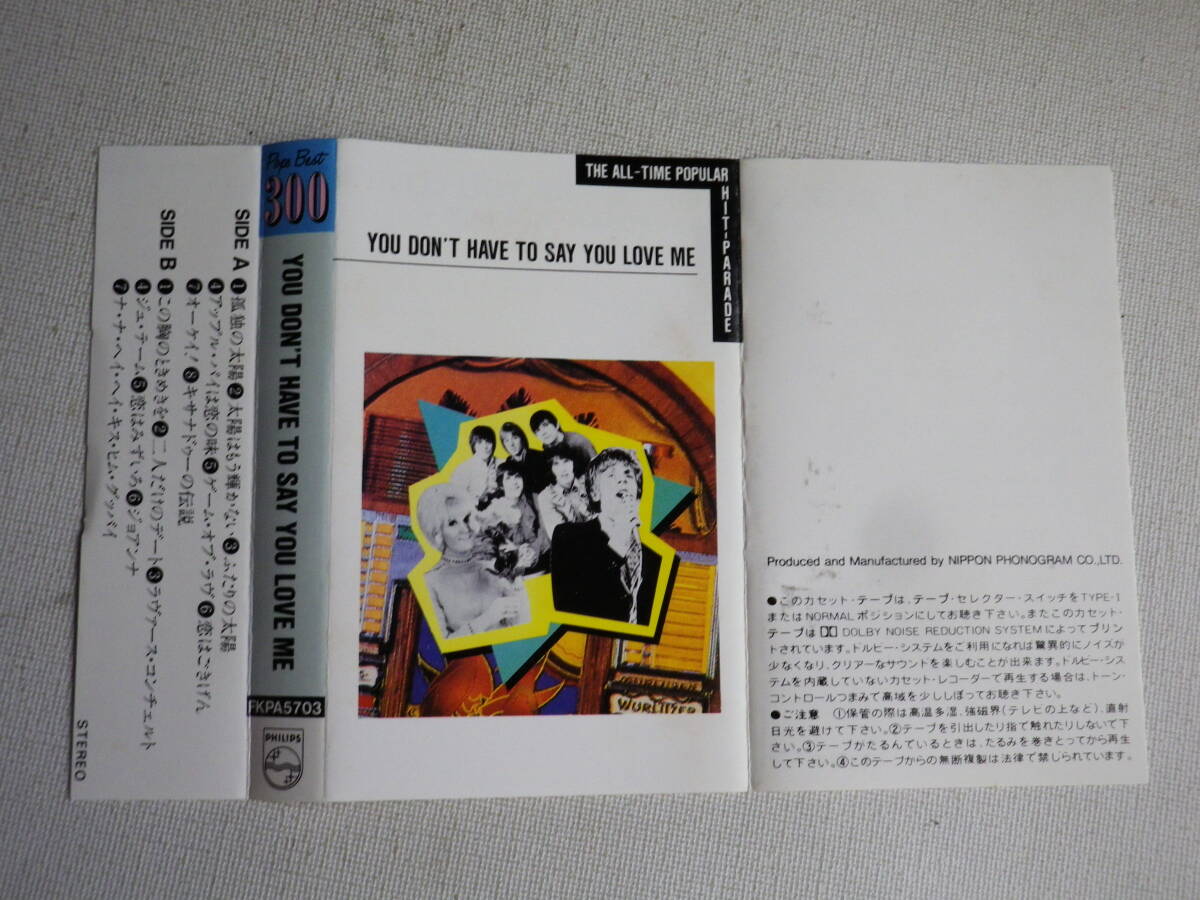 SIDE A ❶孤独の太陽❷太陽はもう輝かない❸ふたりの太陽
❹アップル・パイは恋の味❺ゲーム・オブ・ラヴ❻恋はごきげん
❼オーケイ!❽キサナドゥーの伝説
SIDE B ❶この胸のときめきを❷二人だけのデート❸ラヴァース・コンチェルト
❹ジュ・テーム❺恋はみずいろ❻ジョアンナ
❼ナ・ナ・ヘイ・ヘイ・キス・ヒム・グッバイ
STEREO
Pops Best
300
YOU DON'T HAVE TO SAY YOU LOVE ME
FKPA5703
PHILIPS
THE ALL-TIME POPULAR
HIT-PARADE
YOU DON'T HAVE TO SAY YOU LOVE ME
WURLITZER
Produced and Manufactured by NIPPON PHONOGRAM CO.,LTD.
●このカセット・テープは、テープ・セレクター・スイッチをTYPE-I
またはNORMALポジションにしてお聴き下さい。またこのカセット・
テープは DOLBY NOISE REDUCTION SYSTEMによってプリン
トされています。ドルビー・システムをご利用になれば驚異的にノイズが
少なくなり、クリアーなサウンドを楽しむことが出来ます。ドルビー・シス
テムを内蔵していないカセット・レコーダーで再生する場合は、トーン・
コントロールつまみで高域を少ししぼってお聴き下さい。
●ご注意 ①保管の際は高温多湿、強磁界(テレビの上など)、直射
日光を避けて下さい。②テープを引出したり指で触れたりしないで下
さい。③テープがたるんでいるときは、たるみを巻きとってから再生
して下さい。④このテープからの無断複製は法律で禁じられています。